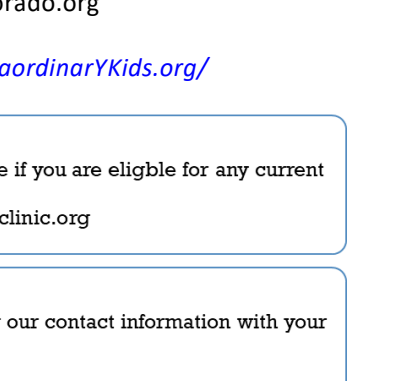 orado.org
aordinarYKids.org/
e if you are eligble for any current
clinic.org
our contact information with your